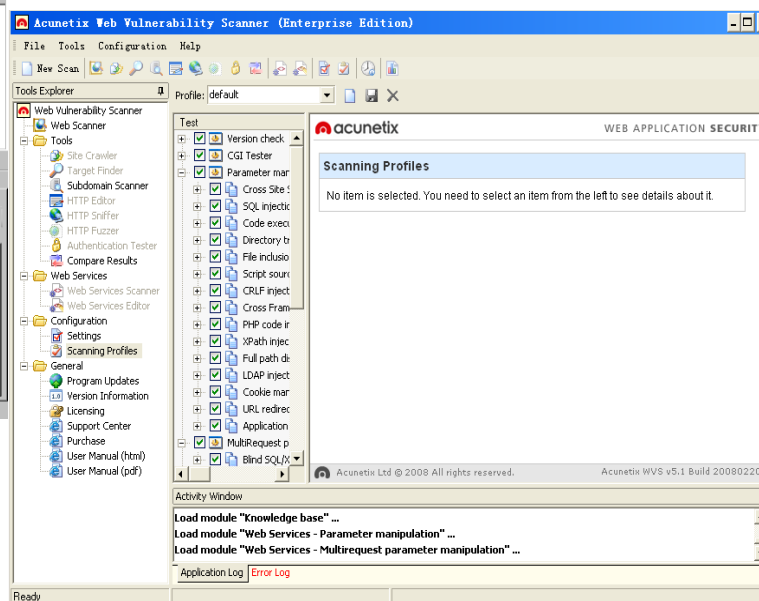 Acunetix Web Vulnerability Scanner (Enterprise Edition)
File Tools Configuration Help
New Scan
Tools Explorer
Web Vulnerability Scanner
Web Scanner
Tools
Site Crawler
Target Finder
Subdomain Scanner
HTTP Editor
HTTP Sniffer
HTTP Fuzzer
Authentication Tester
Compare Results
Web Services
Web Services Scanner
Web Services Editor
Configuration
Settings
Scanning Profiles
General
Program Updates
Version Information
Licensing
Support Center
Purchase
User Manual (html)
User Manual (pdf)
Profile: default
Test
Version check
CGI Tester
Parameter mar
Cross Site S
SQL injectic
Code execu
Directory tr
File inclusio
Script sourc
CRLF inject
Cross Fram
PHP code ir
XPath injec
Full path dis
LDAP inject
Cookie mar
URL redirec
Application
MultiRequest p
Blind SQL/X
acunetix WEB APPLICATION SECURIT
Scanning Profiles
No item is selected. You need to select an item from the left to see details about it.
Acunetix Ltd © 2008 All rights reserved. Acunetix WVS v5.1 Build 20080220
Activity Window
Load module "Knowledge base" ...
Load module "Web Services - Parameter manipulation" ...
Load module "Web Services - Multirequest parameter manipulation" ...
Application Log Error Log
Ready